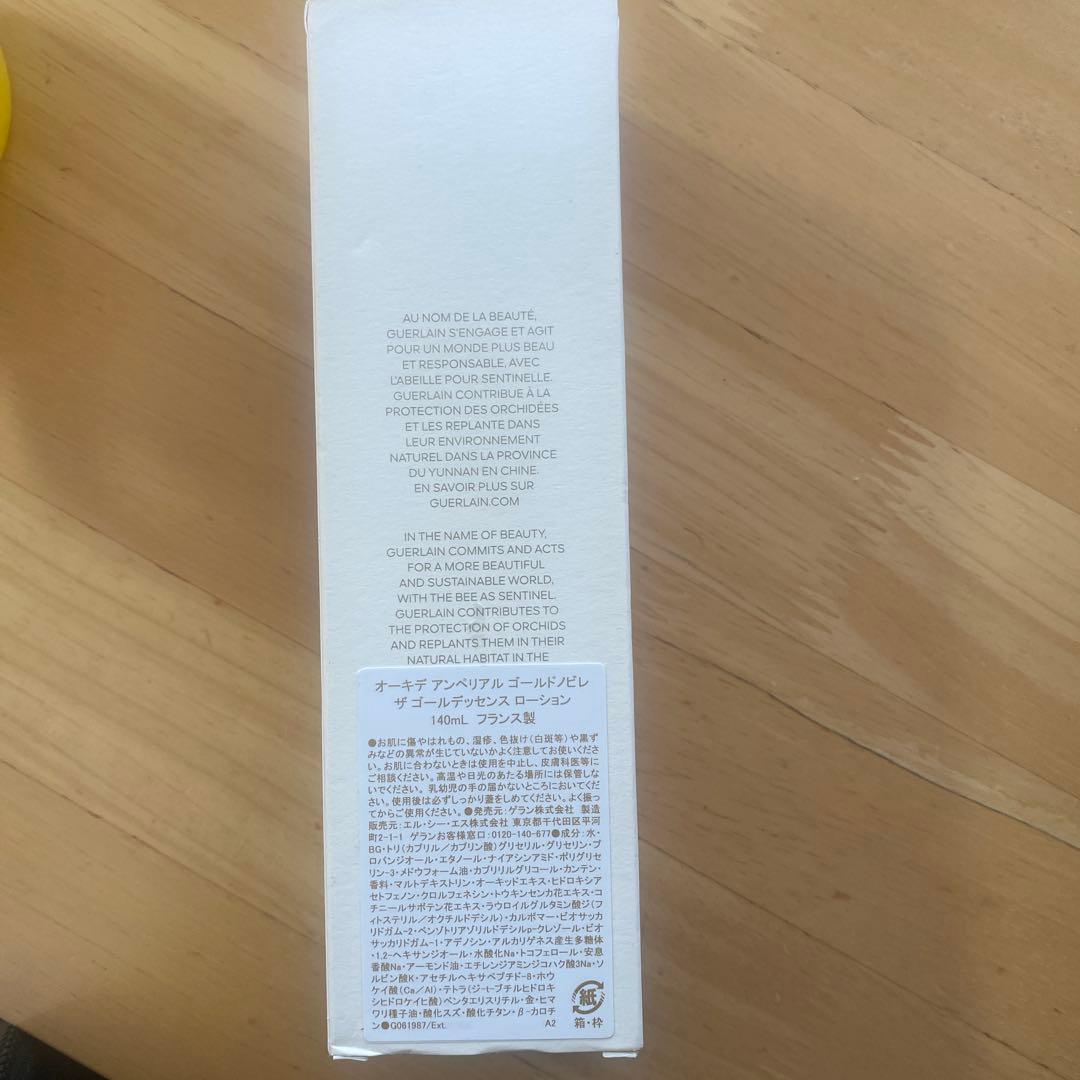 AU NOM DE LA BEAUTÉ,
GUERLAIN S'ENGAGE ET AGIT
POUR UN MONDE PLUS BEAU
ET RESPONSABLE, AVEC
L'ABEILLE POUR SENTINELLE.
GUERLAIN CONTRIBUE À LA
PROTECTION DES ORCHIDÉES
ET LES REPLANTE DANS
LEUR ENVIRONNEMENT
NATUREL DANS LA PROVINCE
DU YUNNAN EN CHINE.
EN SAVOIR PLUS SUR
GUERLAIN.COM
IN THE NAME OF BEAUTY,
GUERLAIN COMMITS AND ACTS
FOR A MORE BEAUTIFUL
AND SUSTAINABLE WORLD,
WITH THE BEE AS SENTINEL.
GUERLAIN CONTRIBUTES TO
THE PROTECTION OF ORCHIDS
AND REPLANTS THEM IN THEIR
NATURAL HABITAT IN THE
オーキデ アンペリアル ゴールドノビレ
ザ ゴールデッセンス ローション
140mL フランス製
●お肌に傷やはれもの、湿疹、色抜け(白斑等)や黒ず
みなどの異常が生じていないかよく注意してお使いくださ
い。お肌に合わないときは使用を中止し、皮膚科医等に
ご相談ください。高温や日光のあたる場所には保管しな
いでください。乳幼児の手の届かないところにおいてくださ
い。使用後は必ずしっかり蓋をしめてください。よく振っ
てからご使用ください。●発売元:ゲラン株式会社 製造
販売元:エル・シー・エス株式会社 東京都千代田区平河
町2-1-1 ゲランお客様窓口:0120-140-677●成分:水・
BG・トリ(カプリル/カプリン酸)グリセリル・グリセリン・プ
ロパンジオール・エタノール・ナイアシンアミド・ポリグリセ
リン-3・メドウフォーム油・カプリリルグリコール・カンテン・
香料・マルトデキストリン・オーキッドエキス・ヒドロキシア
セトフェノン・クロルフェネシン・トウキンセンカ花エキス・コ
チニールサボテン花エキス・ラウロイルグルタミン酸ジ(フ
ィトステリル/オクチルドデシル)・カルボマー・ビオサッカ
リドガム-2・ベンゾトリアゾリルドデシルp-クレゾール・ビオ
サッカリドガム-1・アデノシン・アルカリゲネス産生多糖体
・1,2-ヘキサンジオール・水酸化Na・トコフェロール・安息
香酸Na・アーモンド油・エチレンジアミンジコハク酸3Na・ソ
ルビン酸K・アセチルヘキサペプチド-8・ホウ
ケイ酸(Ca/Al)・テトラ(ジ-t-ブチルヒドロキ
シヒドロケイヒ酸)ペンタエリスリチル・金・ヒマ
ワリ種子油・酸化スズ・酸化チタン・β-カロチ
ン●G061987/Ext. A2
紙
箱・枠